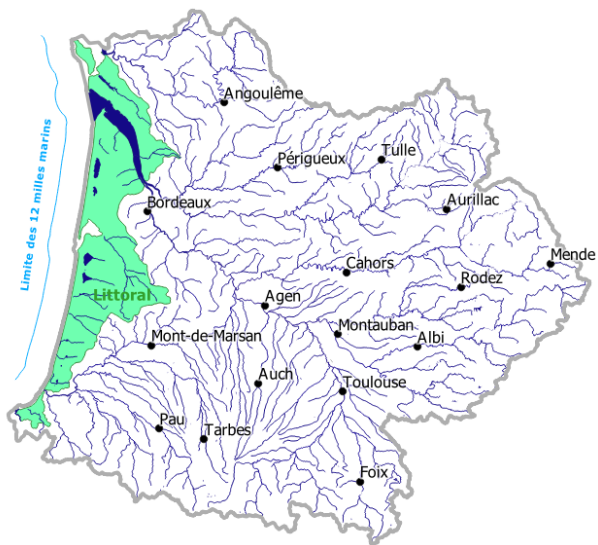 Angoulême
Limite des 12 milles marins
Périgueux
Tulle
Bordeaux
Aurillac
Mende
Cahors
Rodez
Littoral
Agen
Mont-de-Marsan
Montauban
Albi
Auch
Toulouse
Pau
Tarbes
Foix